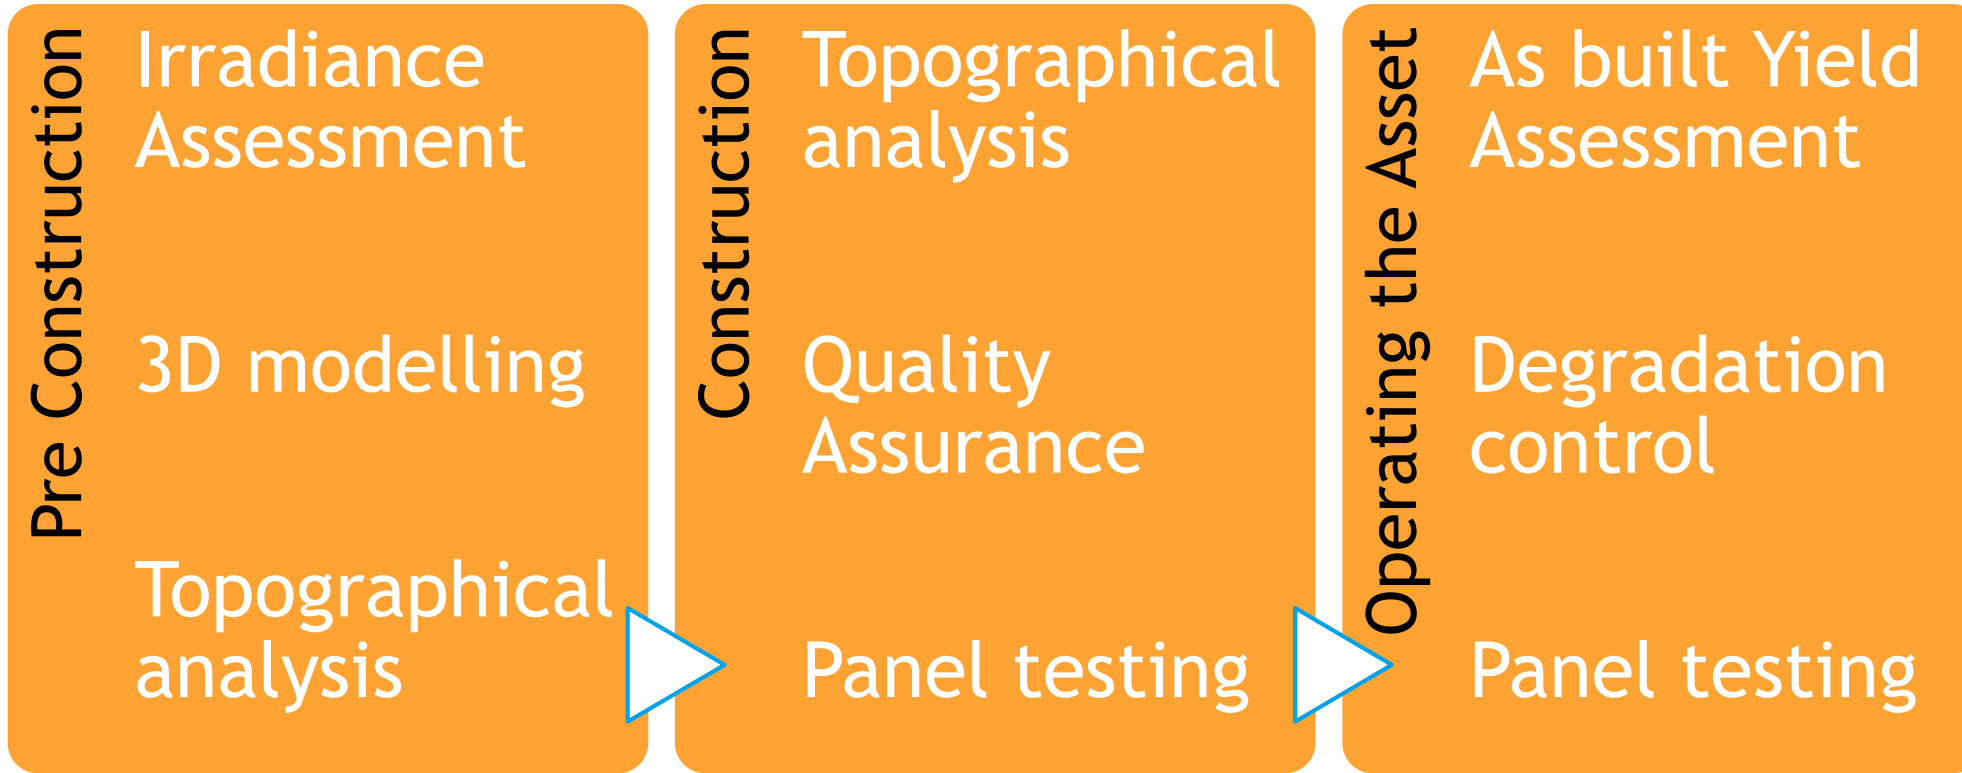 Pre Construction
Irradiance
Assessment
3D modelling
Topographical
analysis
Construction
Topographical
analysis
Quality
Assurance
Panel testing
Operating the Asset
As built Yield
Assessment
Degradation
control
Panel testing